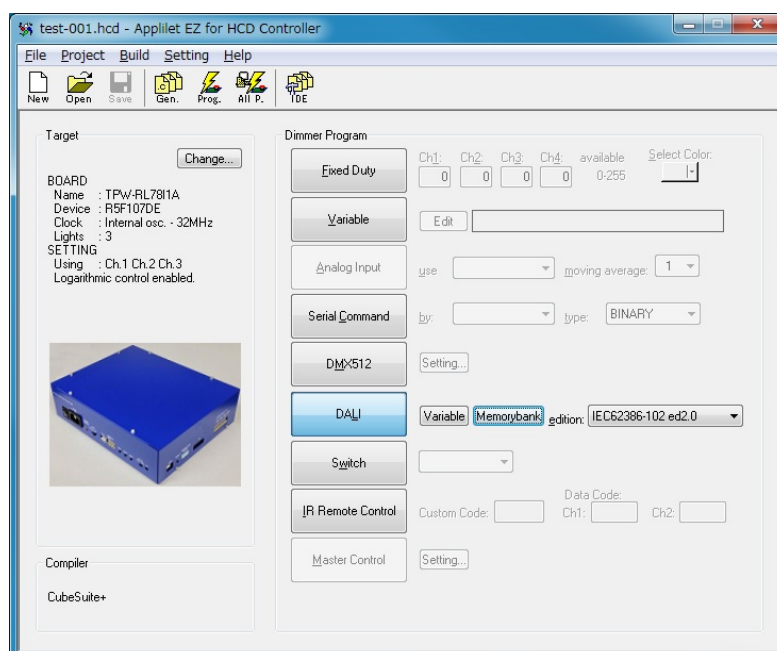 test-001.hcd - Applilet EZ for HCD Controller
File Project Build Setting Help
New Open Save Gen. Prog. All P. IDE
Target
Change...
BOARD
Name : TPW-RL78I1A
Device : R5F107DE
Clock : Internal osc. - 32MHz
Lights : 3
SETTING
Using : Ch.1 Ch.2 Ch.3
Logarithmic control enabled.
Compiler
CubeSuite+
Dimmer Program
Fixed Duty Ch1: Ch2: Ch3: Ch4: available Select Color:
0 0 0 0 0-255
Variable Edit
Analog Input use moving average: 1
Serial Command by: type: BINARY
DMX512 Setting...
DALI Variable Memorybank edition: IEC62386-102 ed2.0
Switch
IR Remote Control Custom Code: Data Code: Ch1: Ch2:
Master Control Setting...